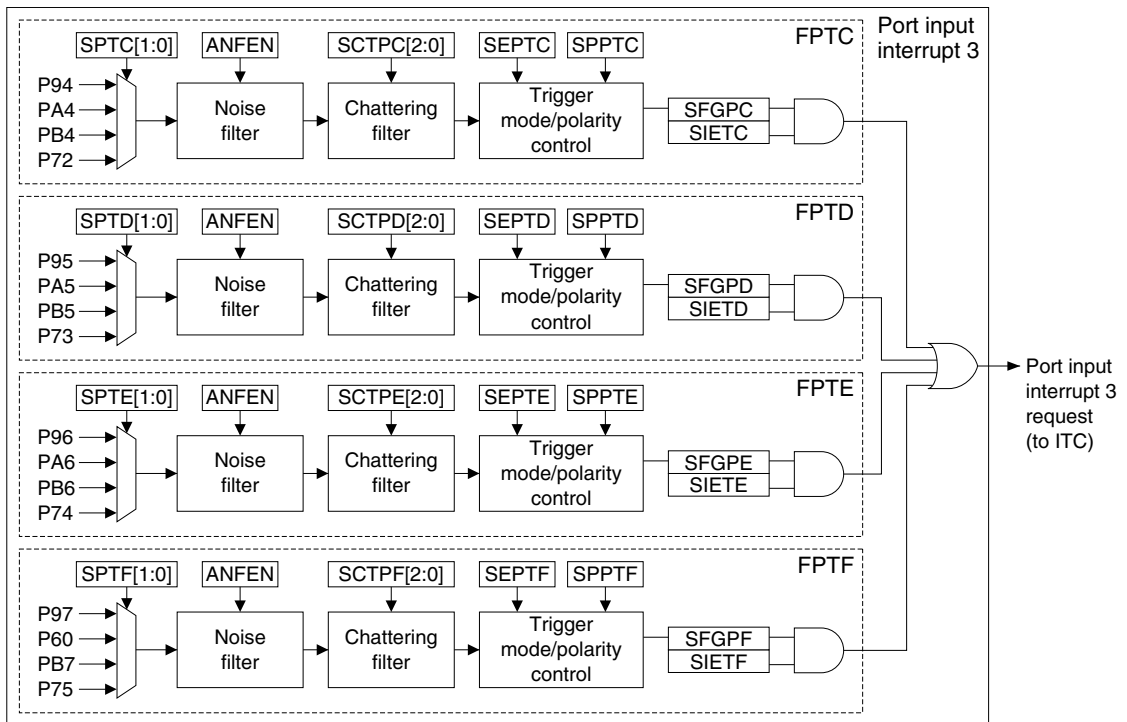 Port input
interrupt 3
FPTC
SPTC[1:0]
ANFEN
SCTPC[2:0]
SEPTC
SPPTC
P94
PA4
PB4
P72
Noise
filter
Chattering
filter
Trigger
mode/polarity
control
SFGPC
SIETC
FPTD
SPTD[1:0]
ANFEN
SCTPD[2:0]
SEPTD
SPPTD
P95
PA5
PB5
P73
Noise
filter
Chattering
filter
Trigger
mode/polarity
control
SFGPD
SIETD
FPTE
SPTE[1:0]
ANFEN
SCTPE[2:0]
SEPTE
SPPTE
P96
PA6
PB6
P74
Noise
filter
Chattering
filter
Trigger
mode/polarity
control
SFGPE
SIETE
FPTF
SPTF[1:0]
ANFEN
SCTPF[2:0]
SEPTF
SPPTF
P97
P60
PB7
P75
Noise
filter
Chattering
filter
Trigger
mode/polarity
control
SFGPF
SIETF
Port input
interrupt 3
request
(to ITC)